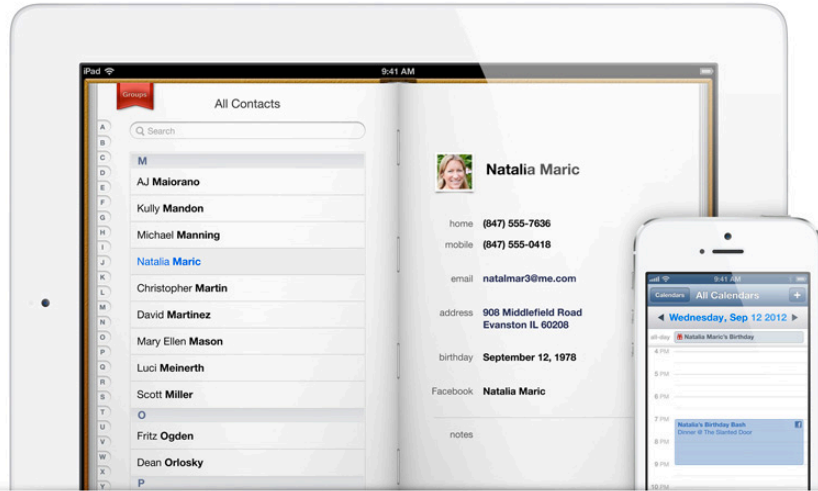 iPad 9:41 AM
Groups
All Contacts
Search
A
B
C
D
E
F
G
H
I
J
K
L
M
N
O
P
Q
R
S
T
U
V
W
X
Y
M
AJ Maiorano
Kully Mandon
Michael Manning
Natalia Maric
Christopher Martin
David Martinez
Mary Ellen Mason
Luci Meinerth
Scott Miller
O
Fritz Ogden
Dean Orlosky
P
Natalia Maric
home (847) 555-7636
mobile (847) 555-0418
email natalmar3@me.com
address 908 Middlefield Road
Evanston IL 60208
birthday September 12, 1978
Facebook Natalia Maric
notes
9:41 AM
Calendars All Calendars +
Wednesday, Sep 12 2012
all-day Natalia Maric's Birthday
4 PM
5 PM
6 PM
7 PM
Natalia's Birthday Bash
Dinner @ The Slanted Door
8 PM
9 PM
10 PM